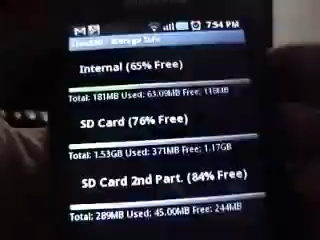 7:54 PM
Storage Info
Internal (65% Free)
Total: 181MB Used: 63.09MB Free: 118MB
SD Card (76% Free)
Total: 1.53GB Used: 371MB Free: 1.17GB
SD Card 2nd Part. (84% Free)
Total: 289MB Used: 45.00MB Free: 244MB